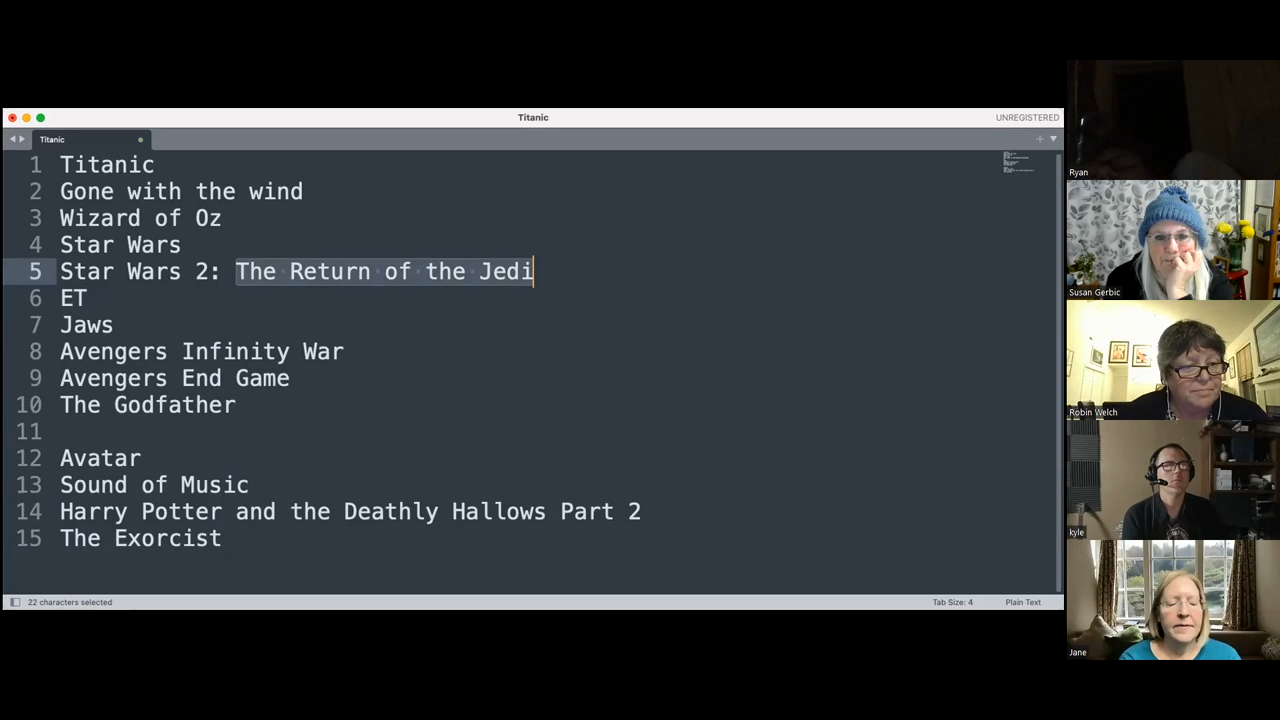 Titanic
UNREGISTERED
Titanic
1 Titanic
2 Gone with the wind
3 Wizard of Oz
4 Star Wars
5 Star Wars 2: The Return of the Jedi
6 ET
7 Jaws
8 Avengers Infinity War
9 Avengers End Game
10 The Godfather
11
12 Avatar
13 Sound of Music
14 Harry Potter and the Deathly Hallows Part 2
15 The Exorcist
22 characters selected
Tab Size: 4
Plain Text
Ryan
Susan Gerbic
Robin Welch
kyle
Jane